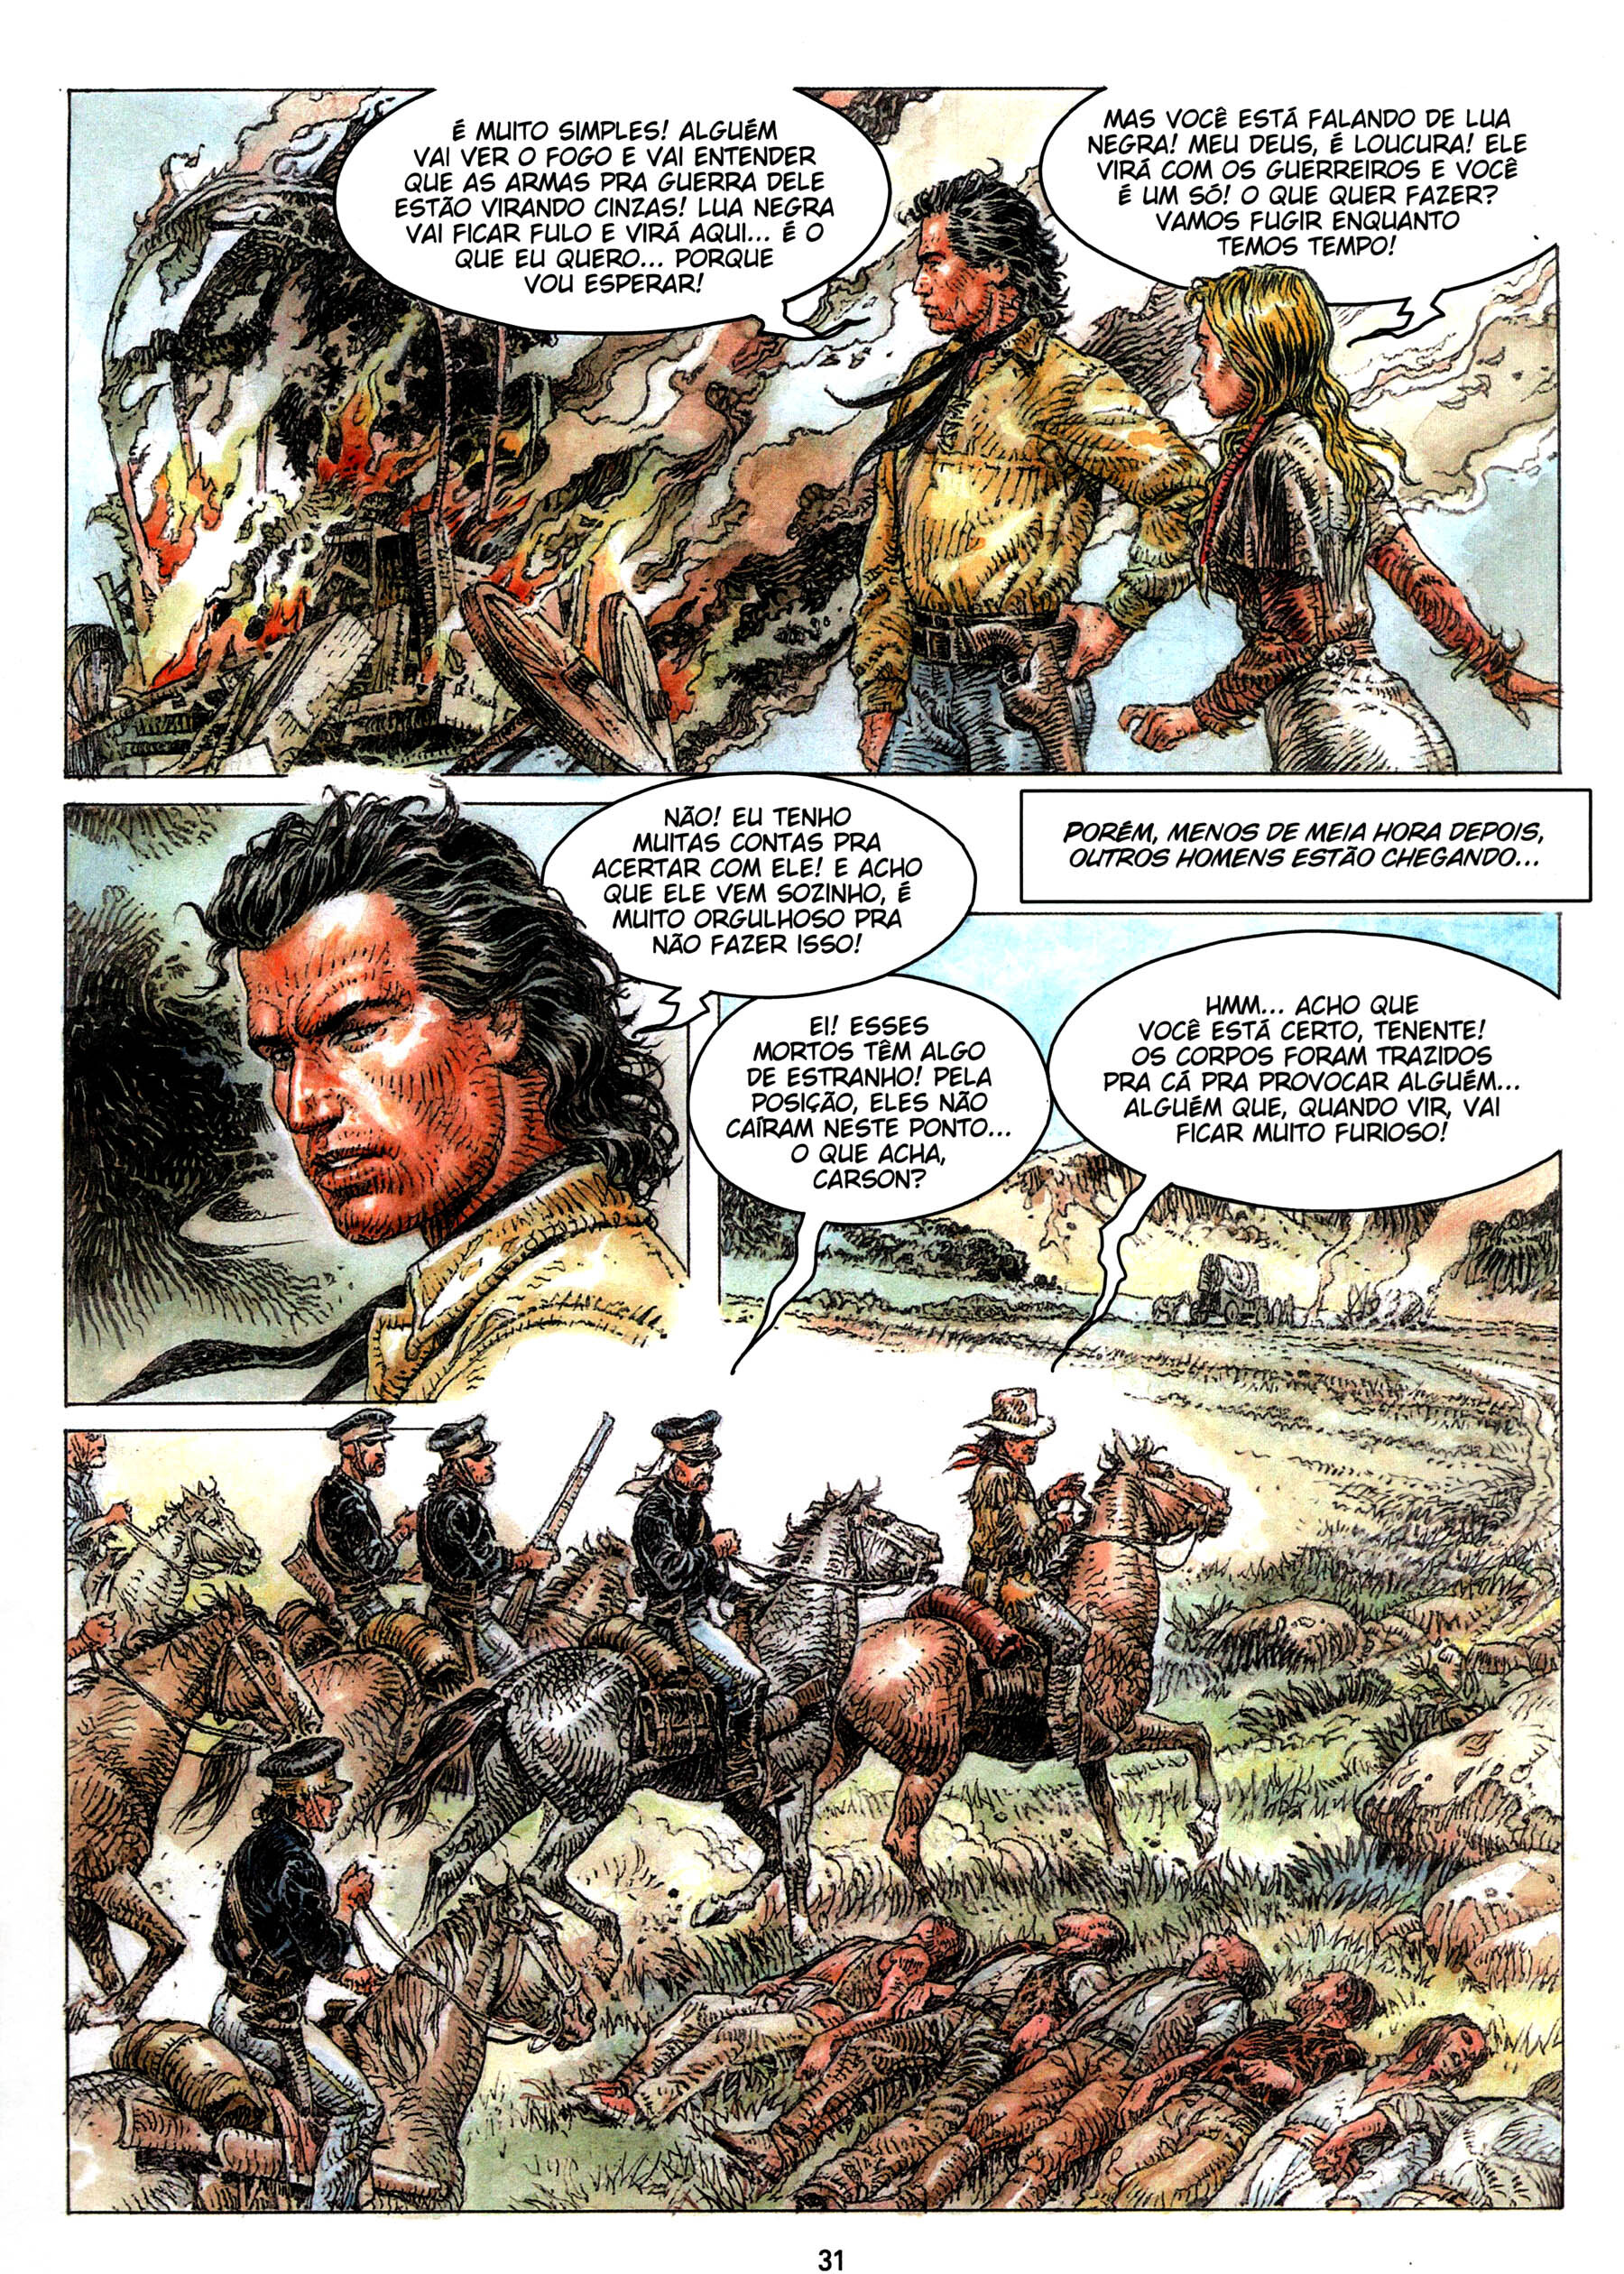 É MUITO SIMPLES! ALGUÉM
VAI VER O FOGO E VAI ENTENDER
QUE AS ARMAS PRA GUERRA DELE
ESTÃO VIRANDO CINZAS! LUA NEGRA
VAI FICAR FULO E VIRÁ AQUI... É O
QUE EU QUERO... PORQUE
VOU ESPERAR!
MAS VOCÊ ESTÁ FALANDO DE LUA
NEGRA! MEU DEUS, É LOUCURA! ELE
VIRÁ COM OS GUERREIROS E VOCÊ
É UM SÓ! O QUE QUER FAZER?
VAMOS FUGIR ENQUANTO
TEMOS TEMPO!
NÃO! EU TENHO
MUITAS CONTAS PRA
ACERTAR COM ELE! E ACHO
QUE ELE VEM SOZINHO, É
MUITO ORGULHOSO PRA
NÃO FAZER ISSO!
PORÉM, MENOS DE MEIA HORA DEPOIS,
OUTROS HOMENS ESTÃO CHEGANDO...
EI! ESSES
MORTOS TÊM ALGO
DE ESTRANHO! PELA
POSIÇÃO, ELES NÃO
CAÍRAM NESTE PONTO...
O QUE ACHA,
CARSON?
HMM... ACHO QUE
VOCÊ ESTÁ CERTO, TENENTE!
OS CORPOS FORAM TRAZIDOS
PRA CÁ PRA PROVOCAR ALGUÉM...
ALGUÉM QUE, QUANDO VIR, VAI
FICAR MUITO FURIOSO!
31